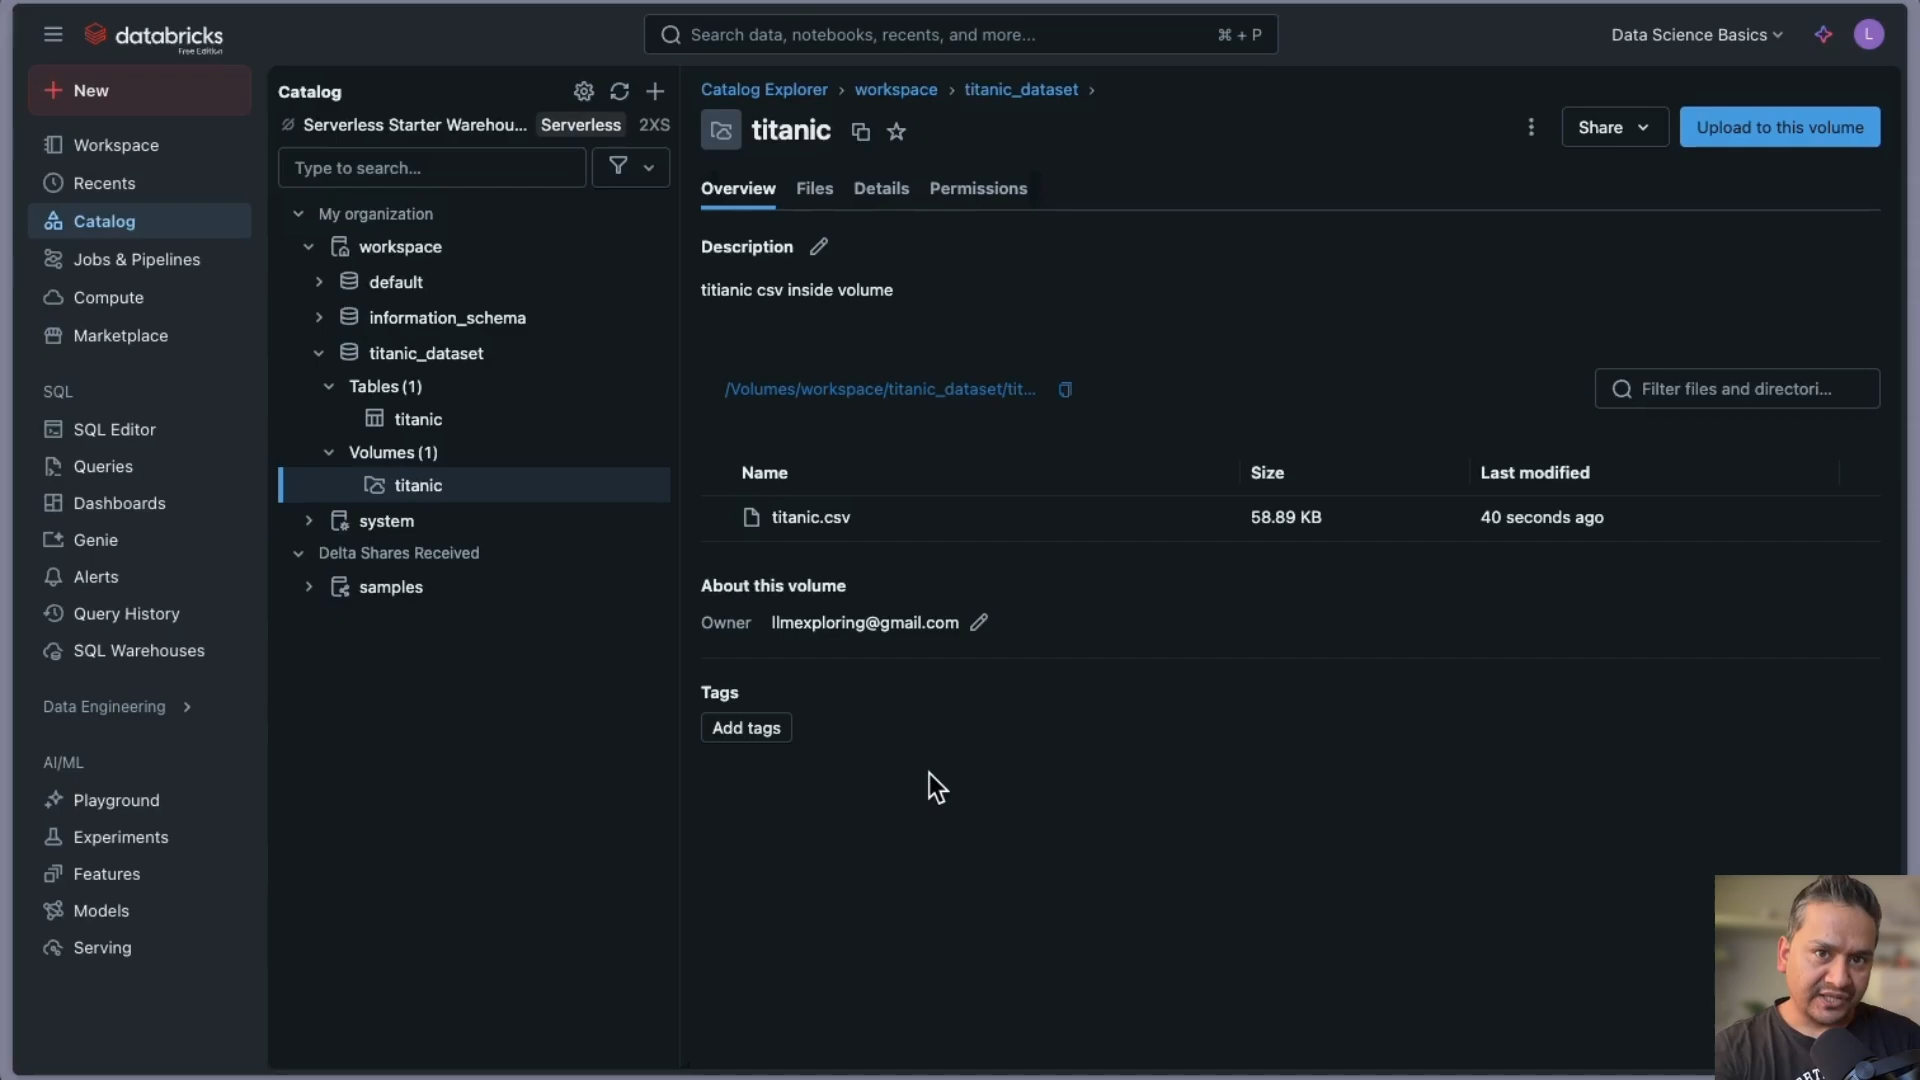 databricks
Free Edition
Search data, notebooks, recents, and more...
⌘ + P
Data Science Basics
L
New
Workspace
Recents
Catalog
Jobs & Pipelines
Compute
Marketplace
SQL
SQL Editor
Queries
Dashboards
Genie
Alerts
Query History
SQL Warehouses
Data Engineering
AI/ML
Playground
Experiments
Features
Models
Serving
Catalog
Serverless Starter Warehou... Serverless 2XS
Type to search...
My organization
workspace
default
information_schema
titanic_dataset
Tables (1)
titanic
Volumes (1)
titanic
system
Delta Shares Received
samples
Catalog Explorer › workspace › titanic_dataset ›
titanic
Share
Upload to this volume
Overview Files Details Permissions
Description
titianic csv inside volume
/Volumes/workspace/titanic_dataset/tit...
Filter files and directori...
Name Size Last modified
titanic.csv 58.89 KB 40 seconds ago
About this volume
Owner llmexploring@gmail.com
Tags
Add tags